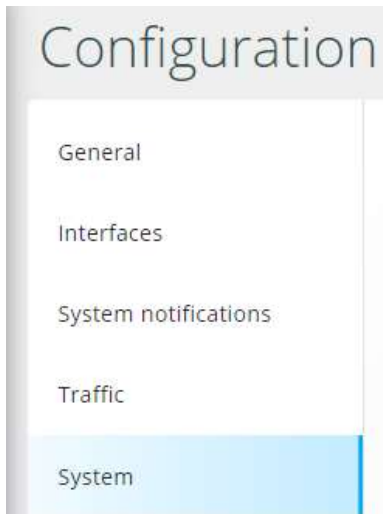 Configuration
General
Interfaces
System notifications
Traffic
System